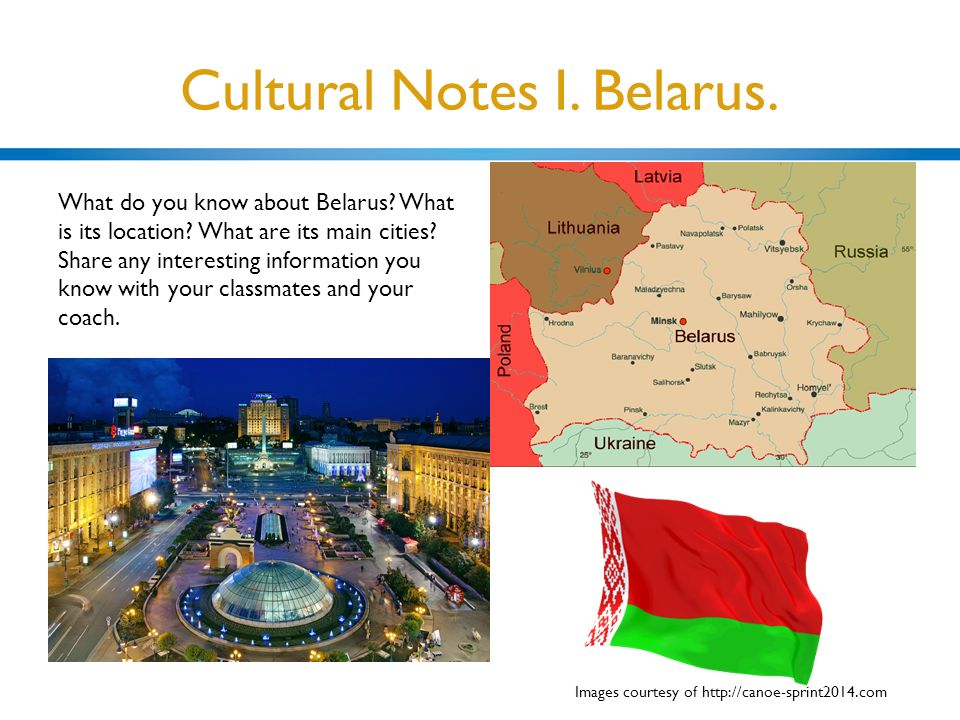 Cultural Notes I. Belarus.
What do you know about Belarus? What
is its location? What are its main cities?
Share any interesting information you
know with your classmates and your
coach.
Latvia
Lithuania
Navapolatsk
Polatsk
Vitsyebsk
Russia
55°
Pastavy
Vilnius
Maladzyechna
Barysaw
Orsha
Hrodna
Minsk
Mahilyow
Krychaw
Belarus
Poland
Baranavichy
Slutsk
Babruysk
Salihorsk
Homyel'
Rechytsa
Brest
Pinsk
Kalinkavichy
Mazyr
Ukraine
25°
30°
Images courtesy of http://canoe-sprint2014.com